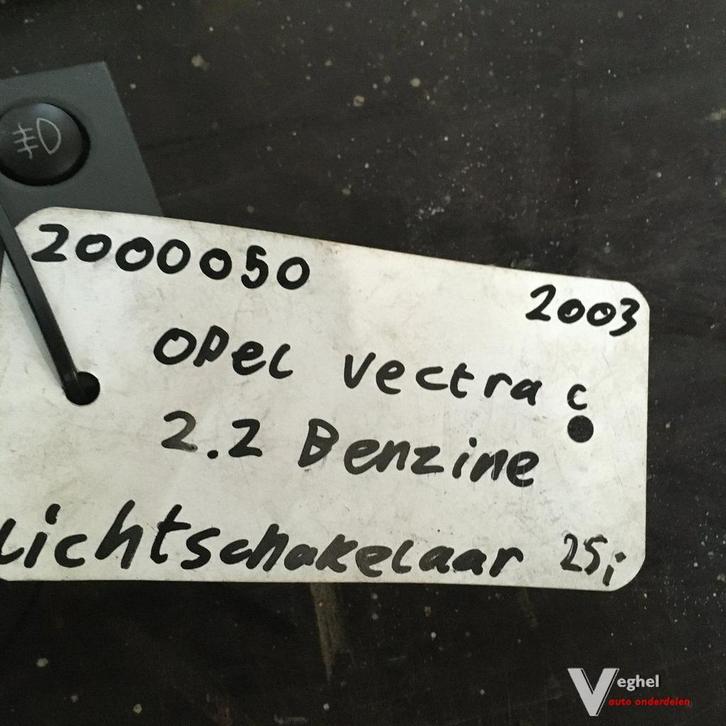 2000050
2003
Opel Vectra C
2.2 Benzine
Lichtschakelaar 25,-
Veghel
auto onderdelen